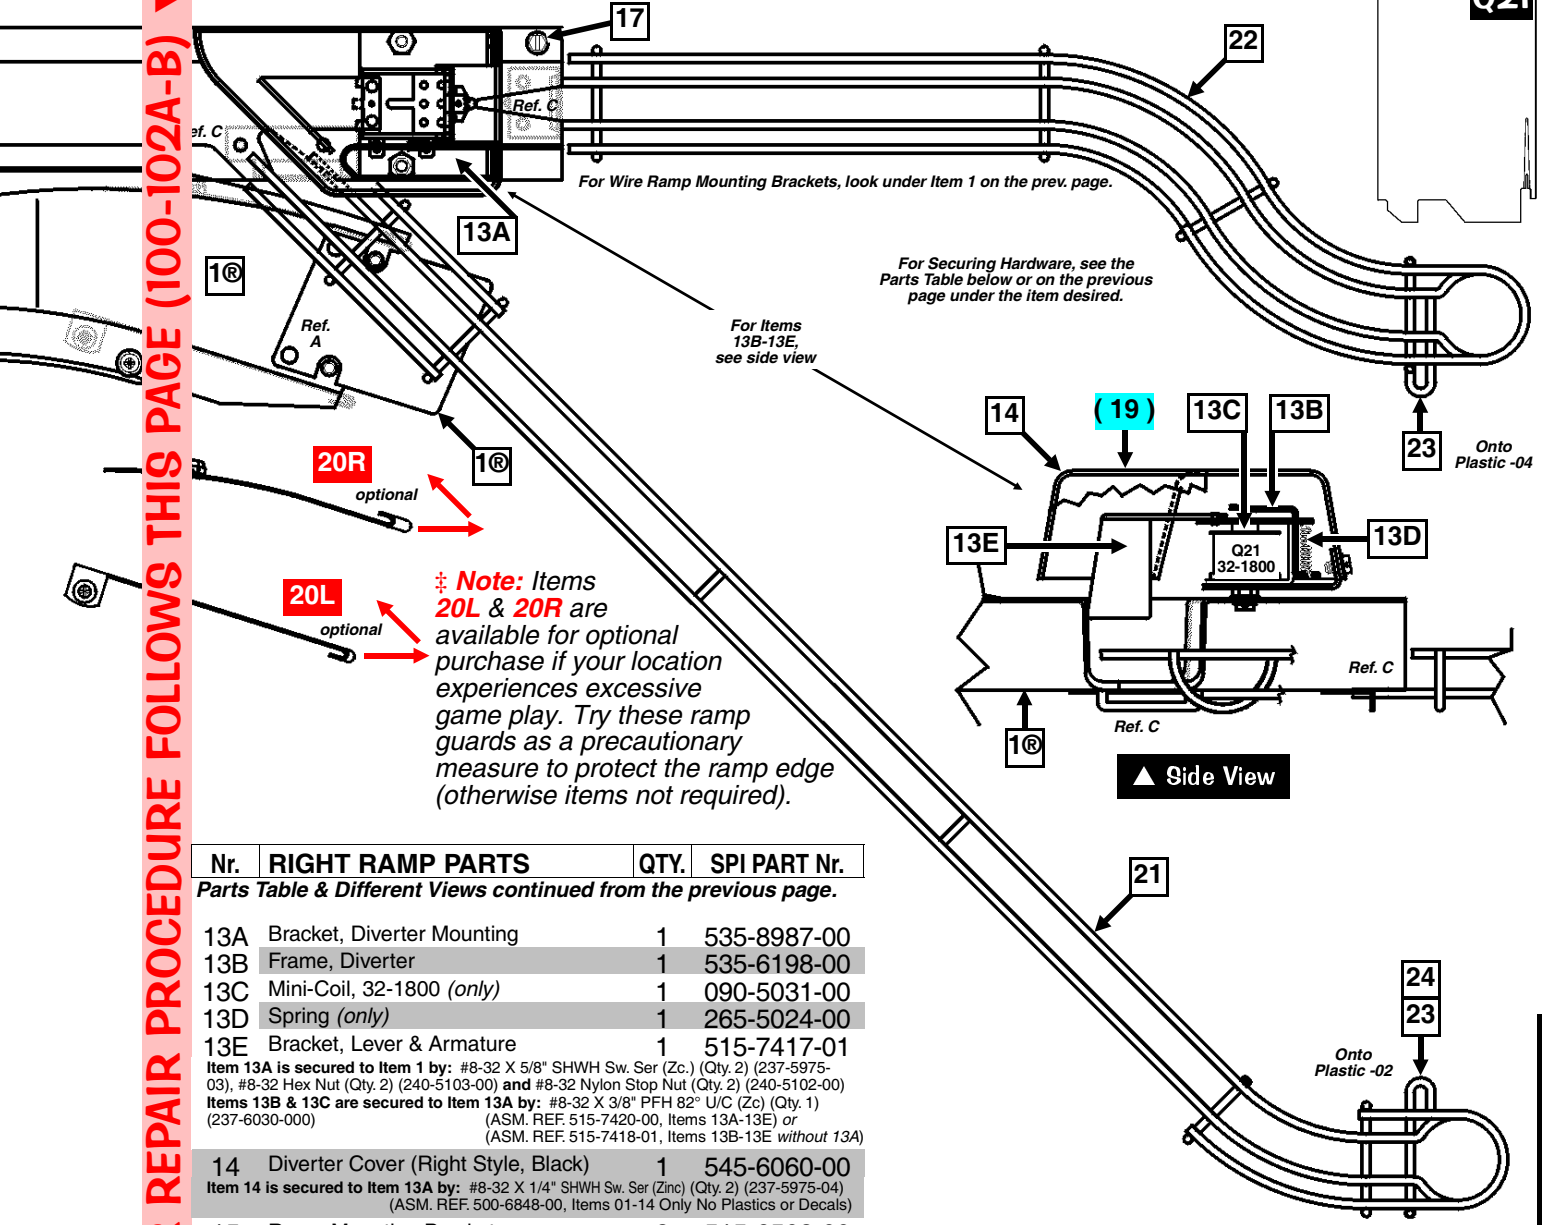 Q21
17
22
Ref. C
ef. C
For Wire Ramp Mounting Brackets, look under Item 1 on the prev. page.
13A
1®
For Securing Hardware, see the
Parts Table below or on the previous
page under the item desired.
Ref.
A
For Items
13B-13E,
see side view
14
( 19 )
13C
13B
23
Onto
Plastic -04
20R
optional
1®
13E
Q21
32-1800
13D
20L
optional
‡ Note: Items
20L & 20R are
available for optional
purchase if your location
experiences excessive
game play. Try these ramp
guards as a precautionary
measure to protect the ramp edge
(otherwise items not required).
Ref. C
Ref. C
1®
▲ Side View
REPAIR PROCEDURE FOLLOWS THIS PAGE (100-102A-B)
21
24
23
Onto
Plastic -02
Nr. RIGHT RAMP PARTS QTY. SPI PART Nr.
Parts Table & Different Views continued from the previous page.
13A Bracket, Diverter Mounting 1 535-8987-00
13B Frame, Diverter 1 535-6198-00
13C Mini-Coil, 32-1800 (only) 1 090-5031-00
13D Spring (only) 1 265-5024-00
13E Bracket, Lever & Armature 1 515-7417-01
Item 13A is secured to Item 1 by: #8-32 X 5/8" SHWH Sw. Ser (Zc.) (Qty. 2) (237-5975-
03), #8-32 Hex Nut (Qty. 2) (240-5103-00) and #8-32 Nylon Stop Nut (Qty. 2) (240-5102-00)
Items 13B & 13C are secured to Item 13A by: #8-32 X 3/8" PFH 82° U/C (Zc) (Qty. 1)
(237-6030-000) (ASM. REF. 515-7420-00, Items 13A-13E) or
(ASM. REF. 515-7418-01, Items 13B-13E without 13A)
14 Diverter Cover (Right Style, Black) 1 545-6060-00
Item 14 is secured to Item 13A by: #8-32 X 1/4" SHWH Sw. Ser (Zinc) (Qty. 2) (237-5975-04)
(ASM. REF. 500-6848-00, Items 01-14 Only No Plastics or Decals)